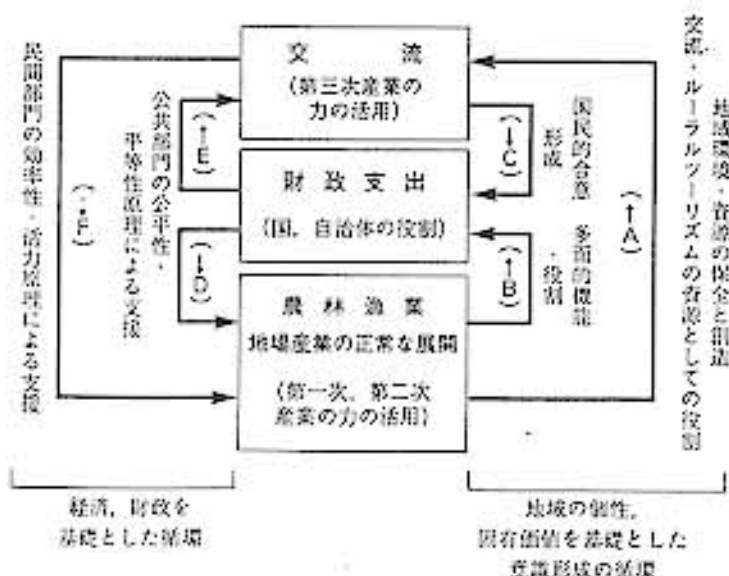 交流
(第三次産業の
力の活用)
財政支出
(国，自治体の役割)
農林漁業
地場産業の正常な展開
(第一次，第二次
産業の力の活用)
民間部門の効率性・活力原理による支援
(↓F)
公共部門の公平性・
平等性原理による支援
(↑E)
(↓D)
(↓C)
国民的合意
形成
(↑B)
多面的機能
・役割
(↑A)
地域環境・資源の保全と創造
交流・ルーラルツーリズムの資源としての役割
経済，財政を
基礎とした循環
地域の個性，
固有価値を基礎とした
意識形成の循環